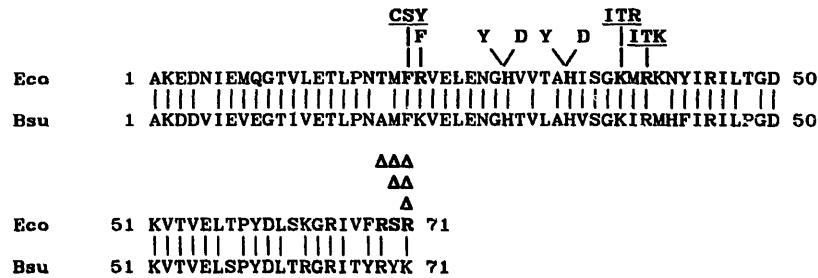 CSY ITR
F Y D Y D ITK
Eco 1 AKEDNIEMQGTVLETLPNTMFRVELENGHVVTAHISGKMRKNYIRILTGD 50
Bsu 1 AKDDVIEVEGTIVETLPNAMFKVELENGHTVLAHVSGKIRMHFIRILPGD 50
ΔΔΔ
ΔΔ
Δ
Eco 51 KVTVELTPYDLSKGRIVFRSR 71
Bsu 51 KVTVELSPYDLTRGRITYRYK 71